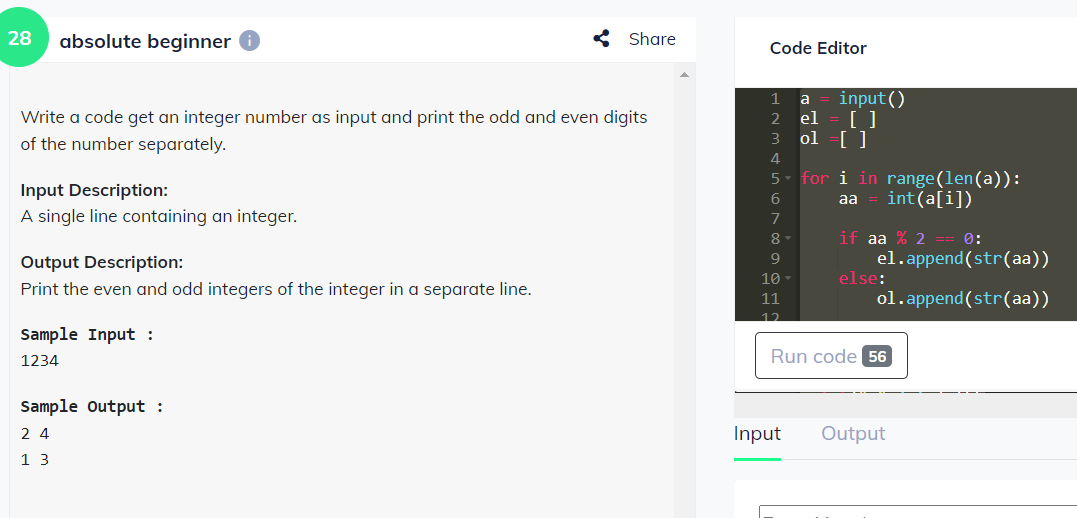 28
absolute beginner i
Share
Write a code get an integer number as input and print the odd and even digits
of the number separately.
Input Description:
A single line containing an integer.
Output Description:
Print the even and odd integers of the integer in a separate line.
Sample Input :
1234
Sample Output :
2 4
1 3
Code Editor
1 a = input()
2 el = [ ]
3 ol =[ ]
4
5 for i in range(len(a)):
6 aa = int(a[i])
7
8 if aa % 2 == 0:
9 el.append(str(aa))
10 else:
11 ol.append(str(aa))
12
Run code 56
Input Output